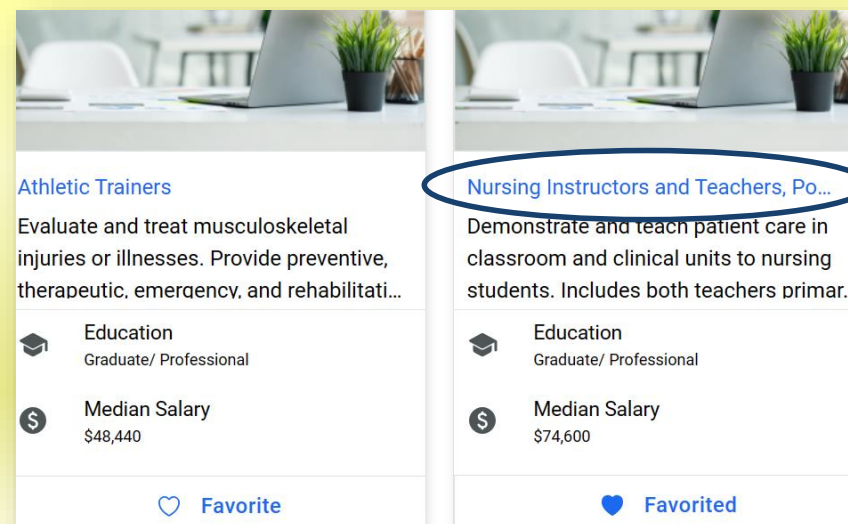 Athletic Trainers
Evaluate and treat musculoskeletal
injuries or illnesses. Provide preventive,
therapeutic, emergency, and rehabilitati...
Education
Graduate/ Professional
Median Salary
$48,440
Favorite
Nursing Instructors and Teachers, Po...
Demonstrate and teach patient care in
classroom and clinical units to nursing
students. Includes both teachers primar.
Education
Graduate/ Professional
Median Salary
$74,600
Favorited